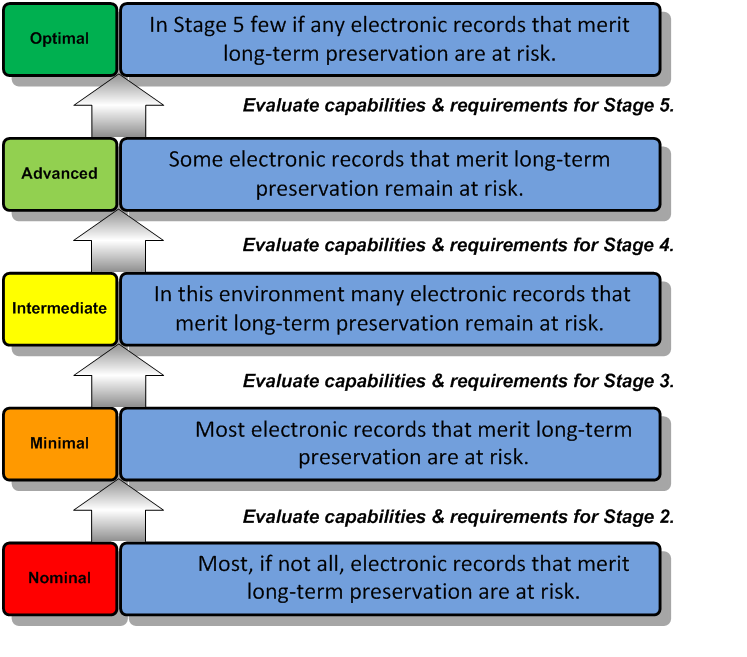 Optimal
In Stage 5 few if any electronic records that merit
long-term preservation are at risk.
Evaluate capabilities & requirements for Stage 5.
Advanced
Some electronic records that merit long-term
preservation remain at risk.
Evaluate capabilities & requirements for Stage 4.
Intermediate
In this environment many electronic records that
merit long-term preservation remain at risk.
Evaluate capabilities & requirements for Stage 3.
Minimal
Most electronic records that merit long-term
preservation are at risk.
Evaluate capabilities & requirements for Stage 2.
Nominal
Most, if not all, electronic records that merit
long-term preservation are at risk.